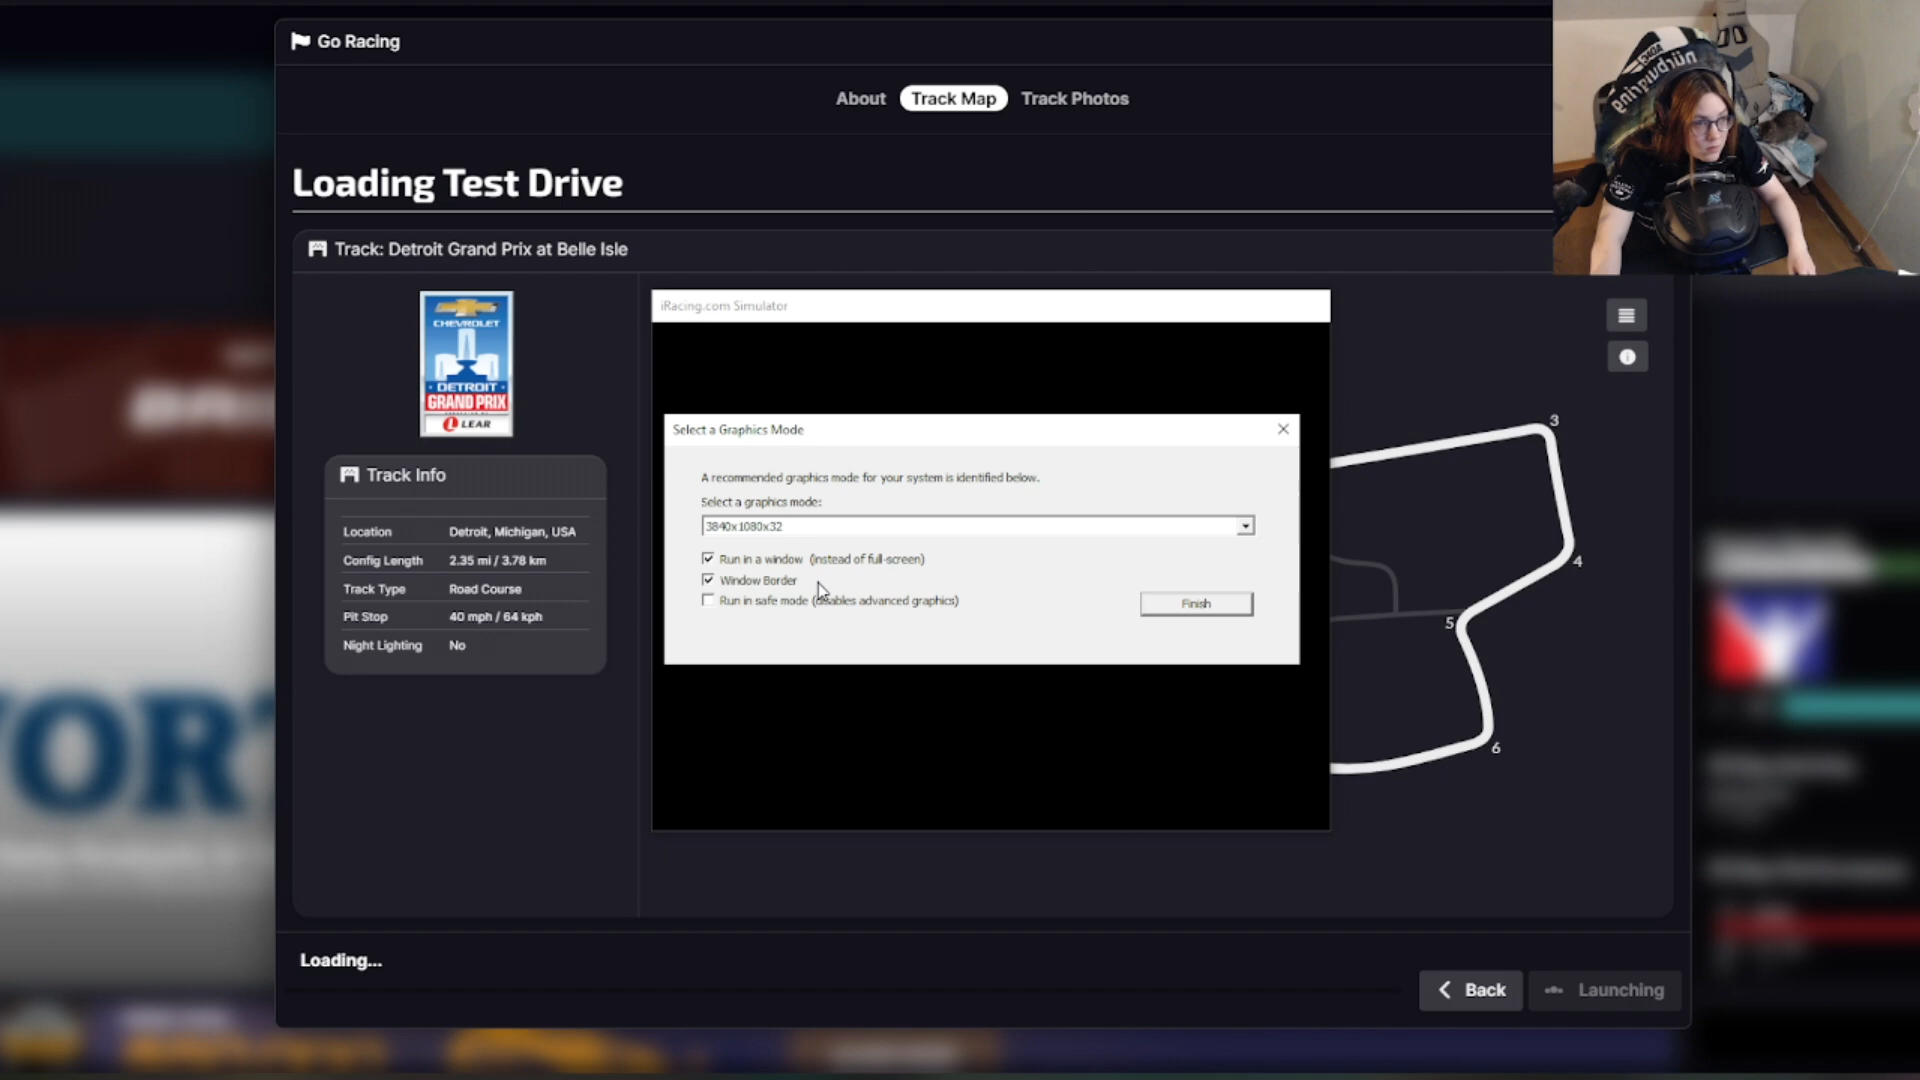 Go Racing
About
Track Map
Track Photos
Loading Test Drive
Track: Detroit Grand Prix at Belle Isle
CHEVROLET
DETROIT
GRAND PRIX
LEAR
Track Info
Location Detroit, Michigan, USA
Config Length 2.35 mi / 3.78 km
Track Type Road Course
Pit Stop 40 mph / 64 kph
Night Lighting No
iRacing.com Simulator
Select a Graphics Mode
A recommended graphics mode for your system is identified below.
Select a graphics mode:
3840x1080x32
Run in a window (instead of full-screen)
Window Border
Run in safe mode (disables advanced graphics)
Finish
3
4
5
6
Loading...
Back
Launching
nürburgring